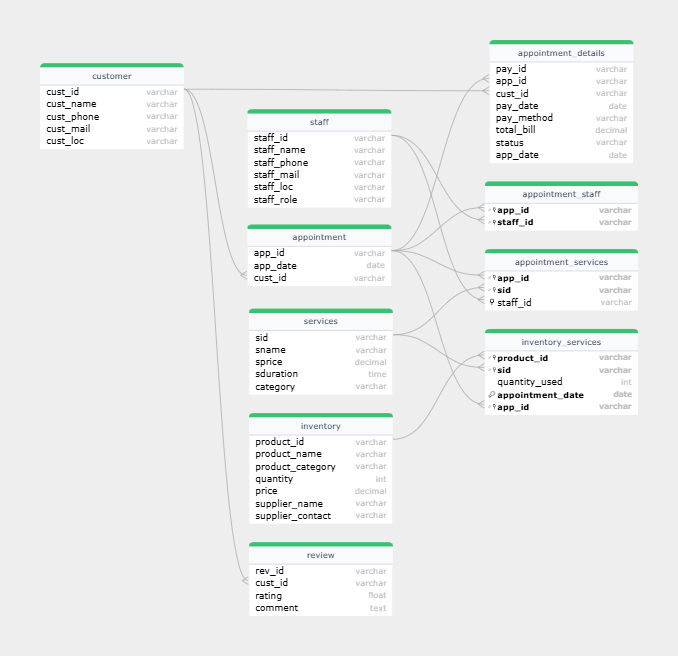 customer
cust_id varchar
cust_name varchar
cust_phone varchar
cust_mail varchar
cust_loc varchar
staff
staff_id varchar
staff_name varchar
staff_phone varchar
staff_mail varchar
staff_loc varchar
staff_role varchar
appointment
app_id varchar
app_date date
cust_id varchar
services
sid varchar
sname varchar
sprice decimal
sduration time
category varchar
inventory
product_id varchar
product_name varchar
product_category varchar
quantity int
price decimal
supplier_name varchar
supplier_contact varchar
review
rev_id varchar
cust_id varchar
rating float
comment text
appointment_details
pay_id varchar
app_id varchar
cust_id varchar
pay_date date
pay_method varchar
total_bill decimal
status varchar
app_date date
appointment_staff
app_id varchar
staff_id varchar
appointment_services
app_id varchar
sid varchar
staff_id varchar
inventory_services
product_id varchar
sid varchar
quantity_used int
appointment_date date
app_id varchar